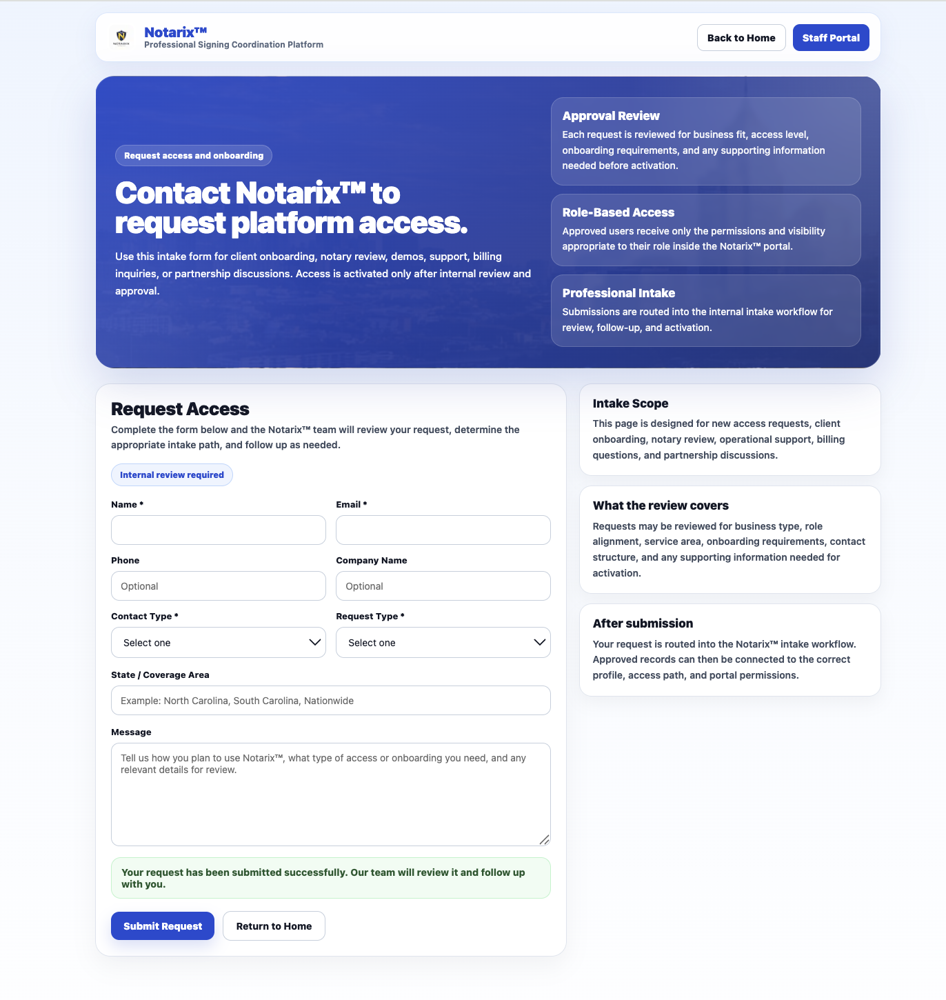 NOTARIX
Notarix™
Professional Signing Coordination Platform
Back to Home
Staff Portal
Request access and onboarding
Contact Notarix™ to
request platform access.
Use this intake form for client onboarding, notary review, demos, support, billing
inquiries, or partnership discussions. Access is activated only after internal review and
approval.
Approval Review
Each request is reviewed for business fit, access level,
onboarding requirements, and any supporting information
needed before activation.
Role-Based Access
Approved users receive only the permissions and visibility
appropriate to their role inside the Notarix™ portal.
Professional Intake
Submissions are routed into the internal intake workflow for
review, follow-up, and activation.
Request Access
Complete the form below and the Notarix™ team will review your request, determine the
appropriate intake path, and follow up as needed.
Internal review required
Name *
Email *
Phone
Company Name
Optional
Optional
Contact Type *
Request Type *
Select one
Select one
State / Coverage Area
Example: North Carolina, South Carolina, Nationwide
Message
Tell us how you plan to use Notarix™, what type of access or onboarding you need, and any
relevant details for review.
Your request has been submitted successfully. Our team will review it and follow up
with you.
Submit Request
Return to Home
Intake Scope
This page is designed for new access requests, client
onboarding, notary review, operational support, billing
questions, and partnership discussions.
What the review covers
Requests may be reviewed for business type, role
alignment, service area, onboarding requirements, contact
structure, and any supporting information needed for
activation.
After submission
Your request is routed into the Notarix™ intake workflow.
Approved records can then be connected to the correct
profile, access path, and portal permissions.